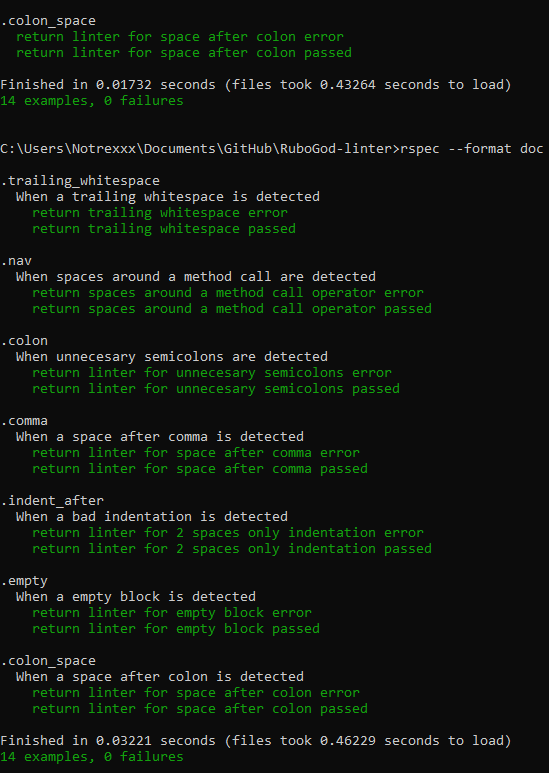 .colon_space
return linter for space after colon error
return linter for space after colon passed
Finished in 0.01732 seconds (files took 0.43264 seconds to load)
14 examples, 0 failures
C:\Users\Notrexxx\Documents\GitHub\RuboGod-linter>rspec --format doc
.trailing_whitespace
When a trailing whitespace is detected
return trailing whitespace error
return trailing whitespace passed
.nav
When spaces around a method call are detected
return spaces around a method call operator error
return spaces around a method call operator passed
.colon
When unnecesary semicolons are detected
return linter for unnecesary semicolons error
return linter for unnecesary semicolons passed
.comma
When a space after comma is detected
return linter for space after comma error
return linter for space after comma passed
.indent_after
When a bad indentation is detected
return linter for 2 spaces only indentation error
return linter for 2 spaces only indentation passed
.empty
When a empty block is detected
return linter for empty block error
return linter for empty block passed
.colon_space
When a space after colon is detected
return linter for space after colon error
return linter for space after colon passed
Finished in 0.03221 seconds (files took 0.46229 seconds to load)
14 examples, 0 failures